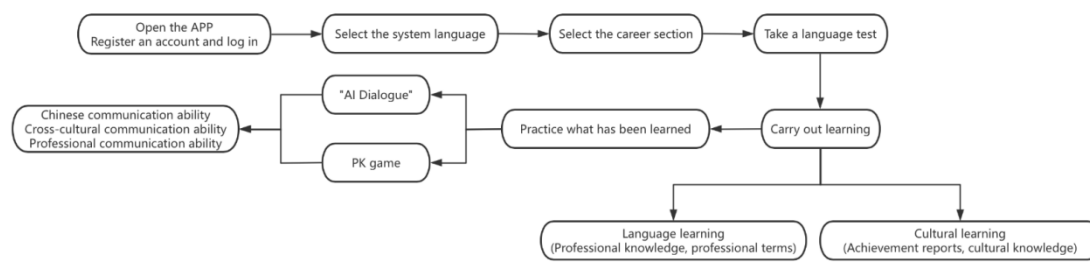 Open the APP
Register an account and log in
Select the system language
Select the career section
Take a language test
"AI Dialogue"
Chinese communication ability
Cross-cultural communication ability
Professional communication ability
Practice what has been learned
Carry out learning
PK game
Language learning
(Professional knowledge, professional terms)
Cultural learning
(Achievement reports, cultural knowledge)